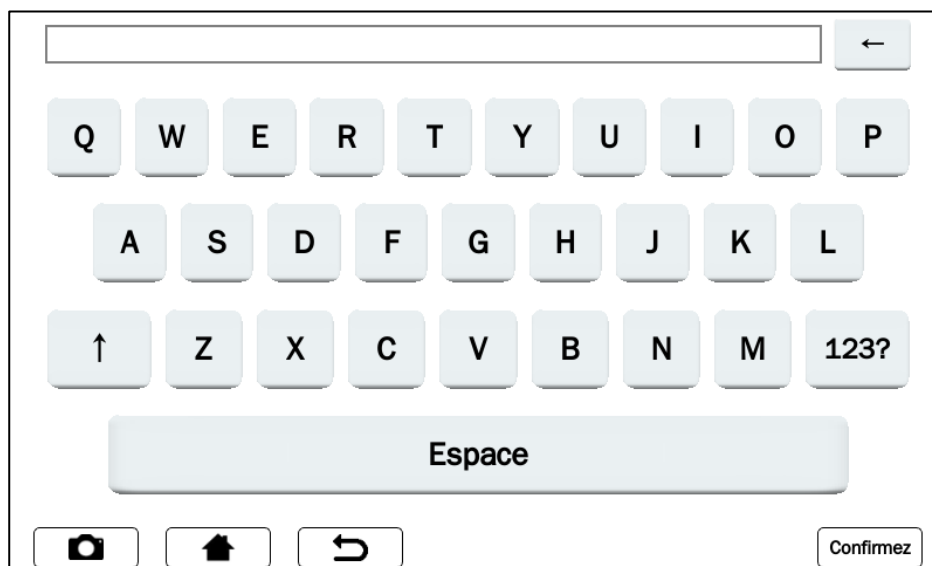 ←
Q W E R T Y U I O P
A S D F G H J K L
↑ Z X C V B N M 123?
Espace
Confirmez